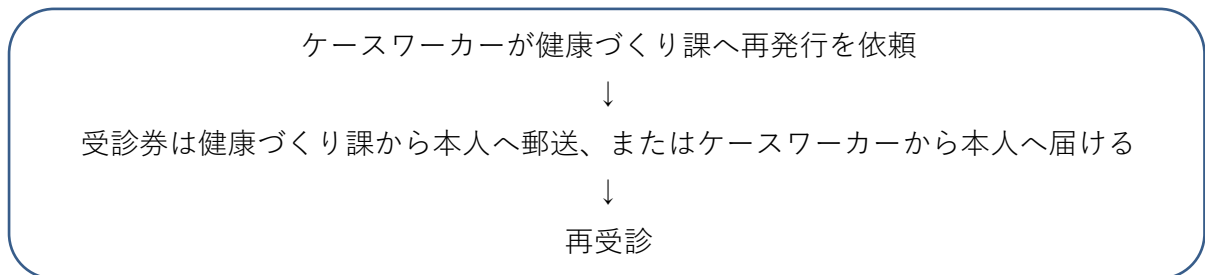 ケースワーカーが健康づくり課へ再発行を依頼
↓
受診券は健康づくり課から本人へ郵送、またはケースワーカーから本人へ届ける
↓
再受診